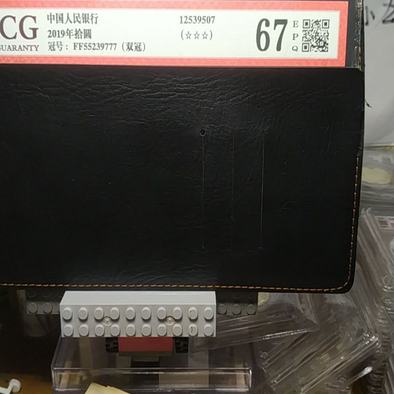 CG 中国人民银行 12539507
GUARANTY 2019年拾圆 (☆☆☆) 67 EPQ
冠号: FF55239777 (双冠)